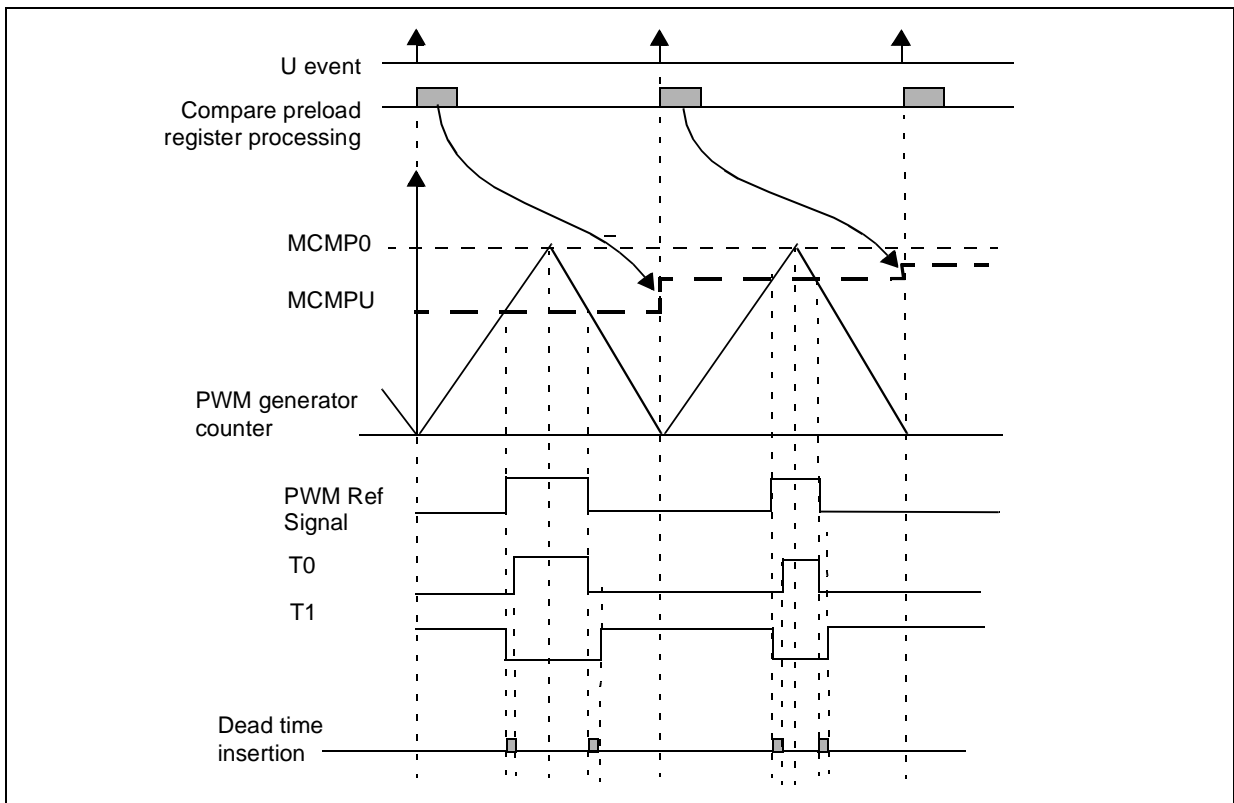 U event
Compare preload
register processing
MCMP0
MCMPU
PWM generator
counter
PWM Ref
Signal
T0
T1
Dead time
insertion